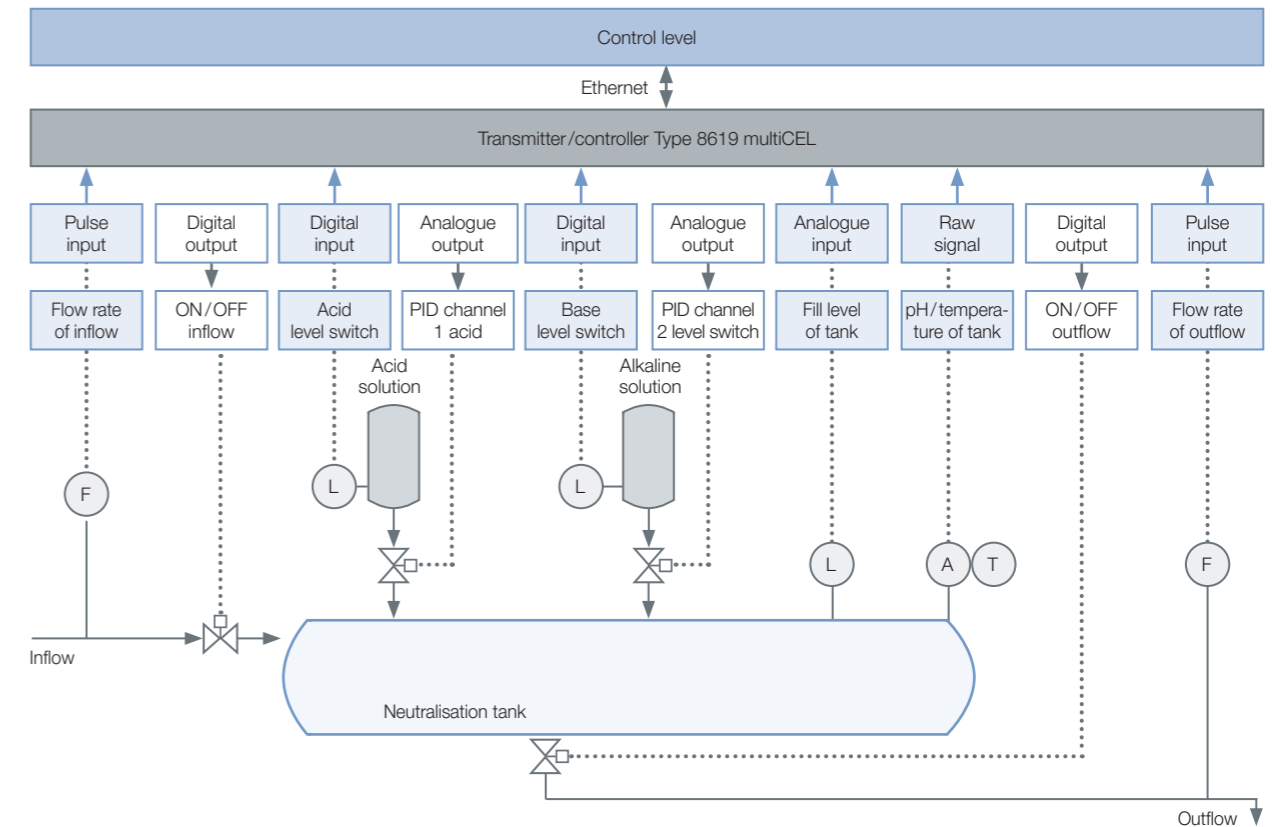 Control level
Ethernet
Transmitter/controller Type 8619 multiCEL
Pulse
input
Digital
output
Digital
input
Analogue
output
Digital
input
Analogue
output
Analogue
input
Raw
signal
Digital
output
Pulse
input
Flow rate
of inflow
ON/OFF
inflow
Acid
level switch
PID channel
1 acid
Base
level switch
PID channel
2 level switch
Fill level
of tank
pH/tempera-
ture of tank
ON/OFF
outflow
Flow rate
of outflow
Acid
solution
Alkaline
solution
F
L
L
L
A
T
F
Inflow
Neutralisation tank
Outflow